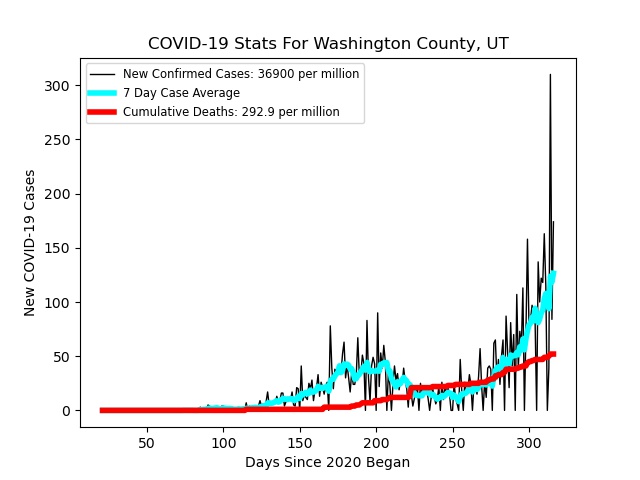 COVID-19 Stats For Washington County, UT
New Confirmed Cases: 36900 per million
7 Day Case Average
Cumulative Deaths: 292.9 per million
300
250
200
150
100
50
0
New COVID-19 Cases
50 100 150 200 250 300
Days Since 2020 Began